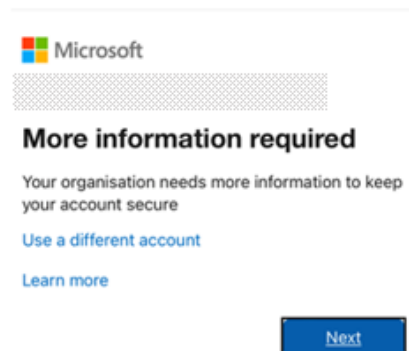 Microsoft
More information required
Your organisation needs more information to keep
your account secure
Use a different account
Learn more
Next